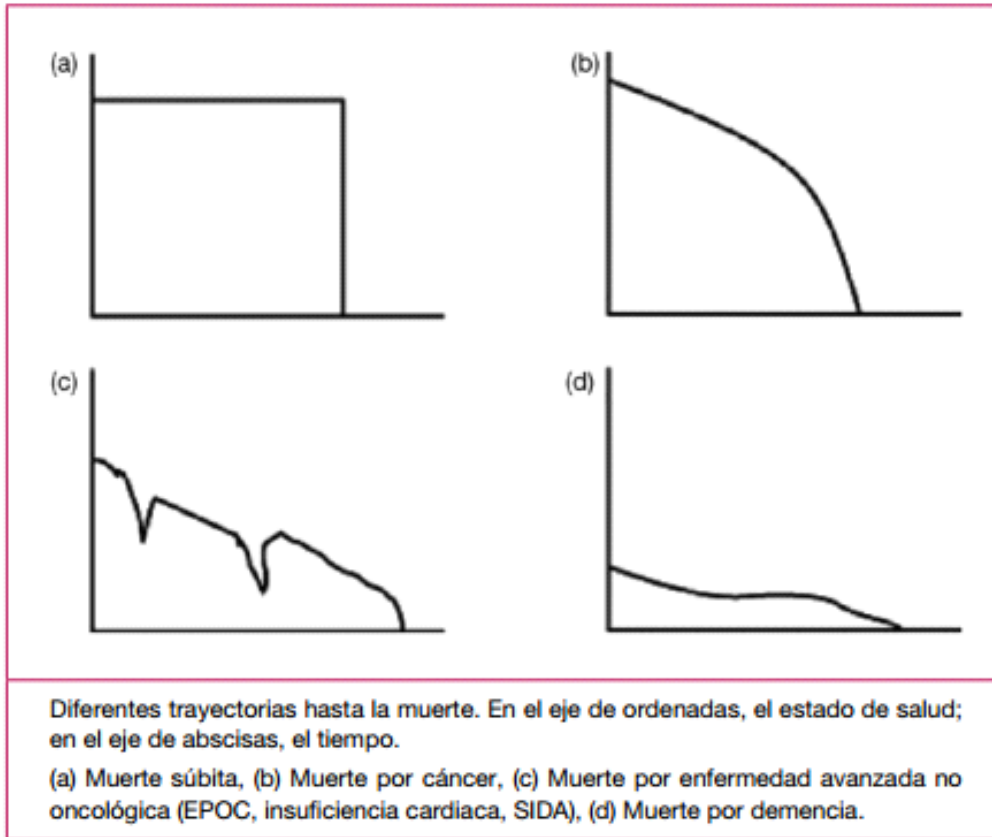 (a)
(b)
(c)
(d)
Diferentes trayectorias hasta la muerte. En el eje de ordenadas, el estado de salud;
en el eje de abscisas, el tiempo.
(a) Muerte súbita, (b) Muerte por cáncer, (c) Muerte por enfermedad avanzada no
oncológica (EPOC, insuficiencia cardiaca, SIDA), (d) Muerte por demencia.